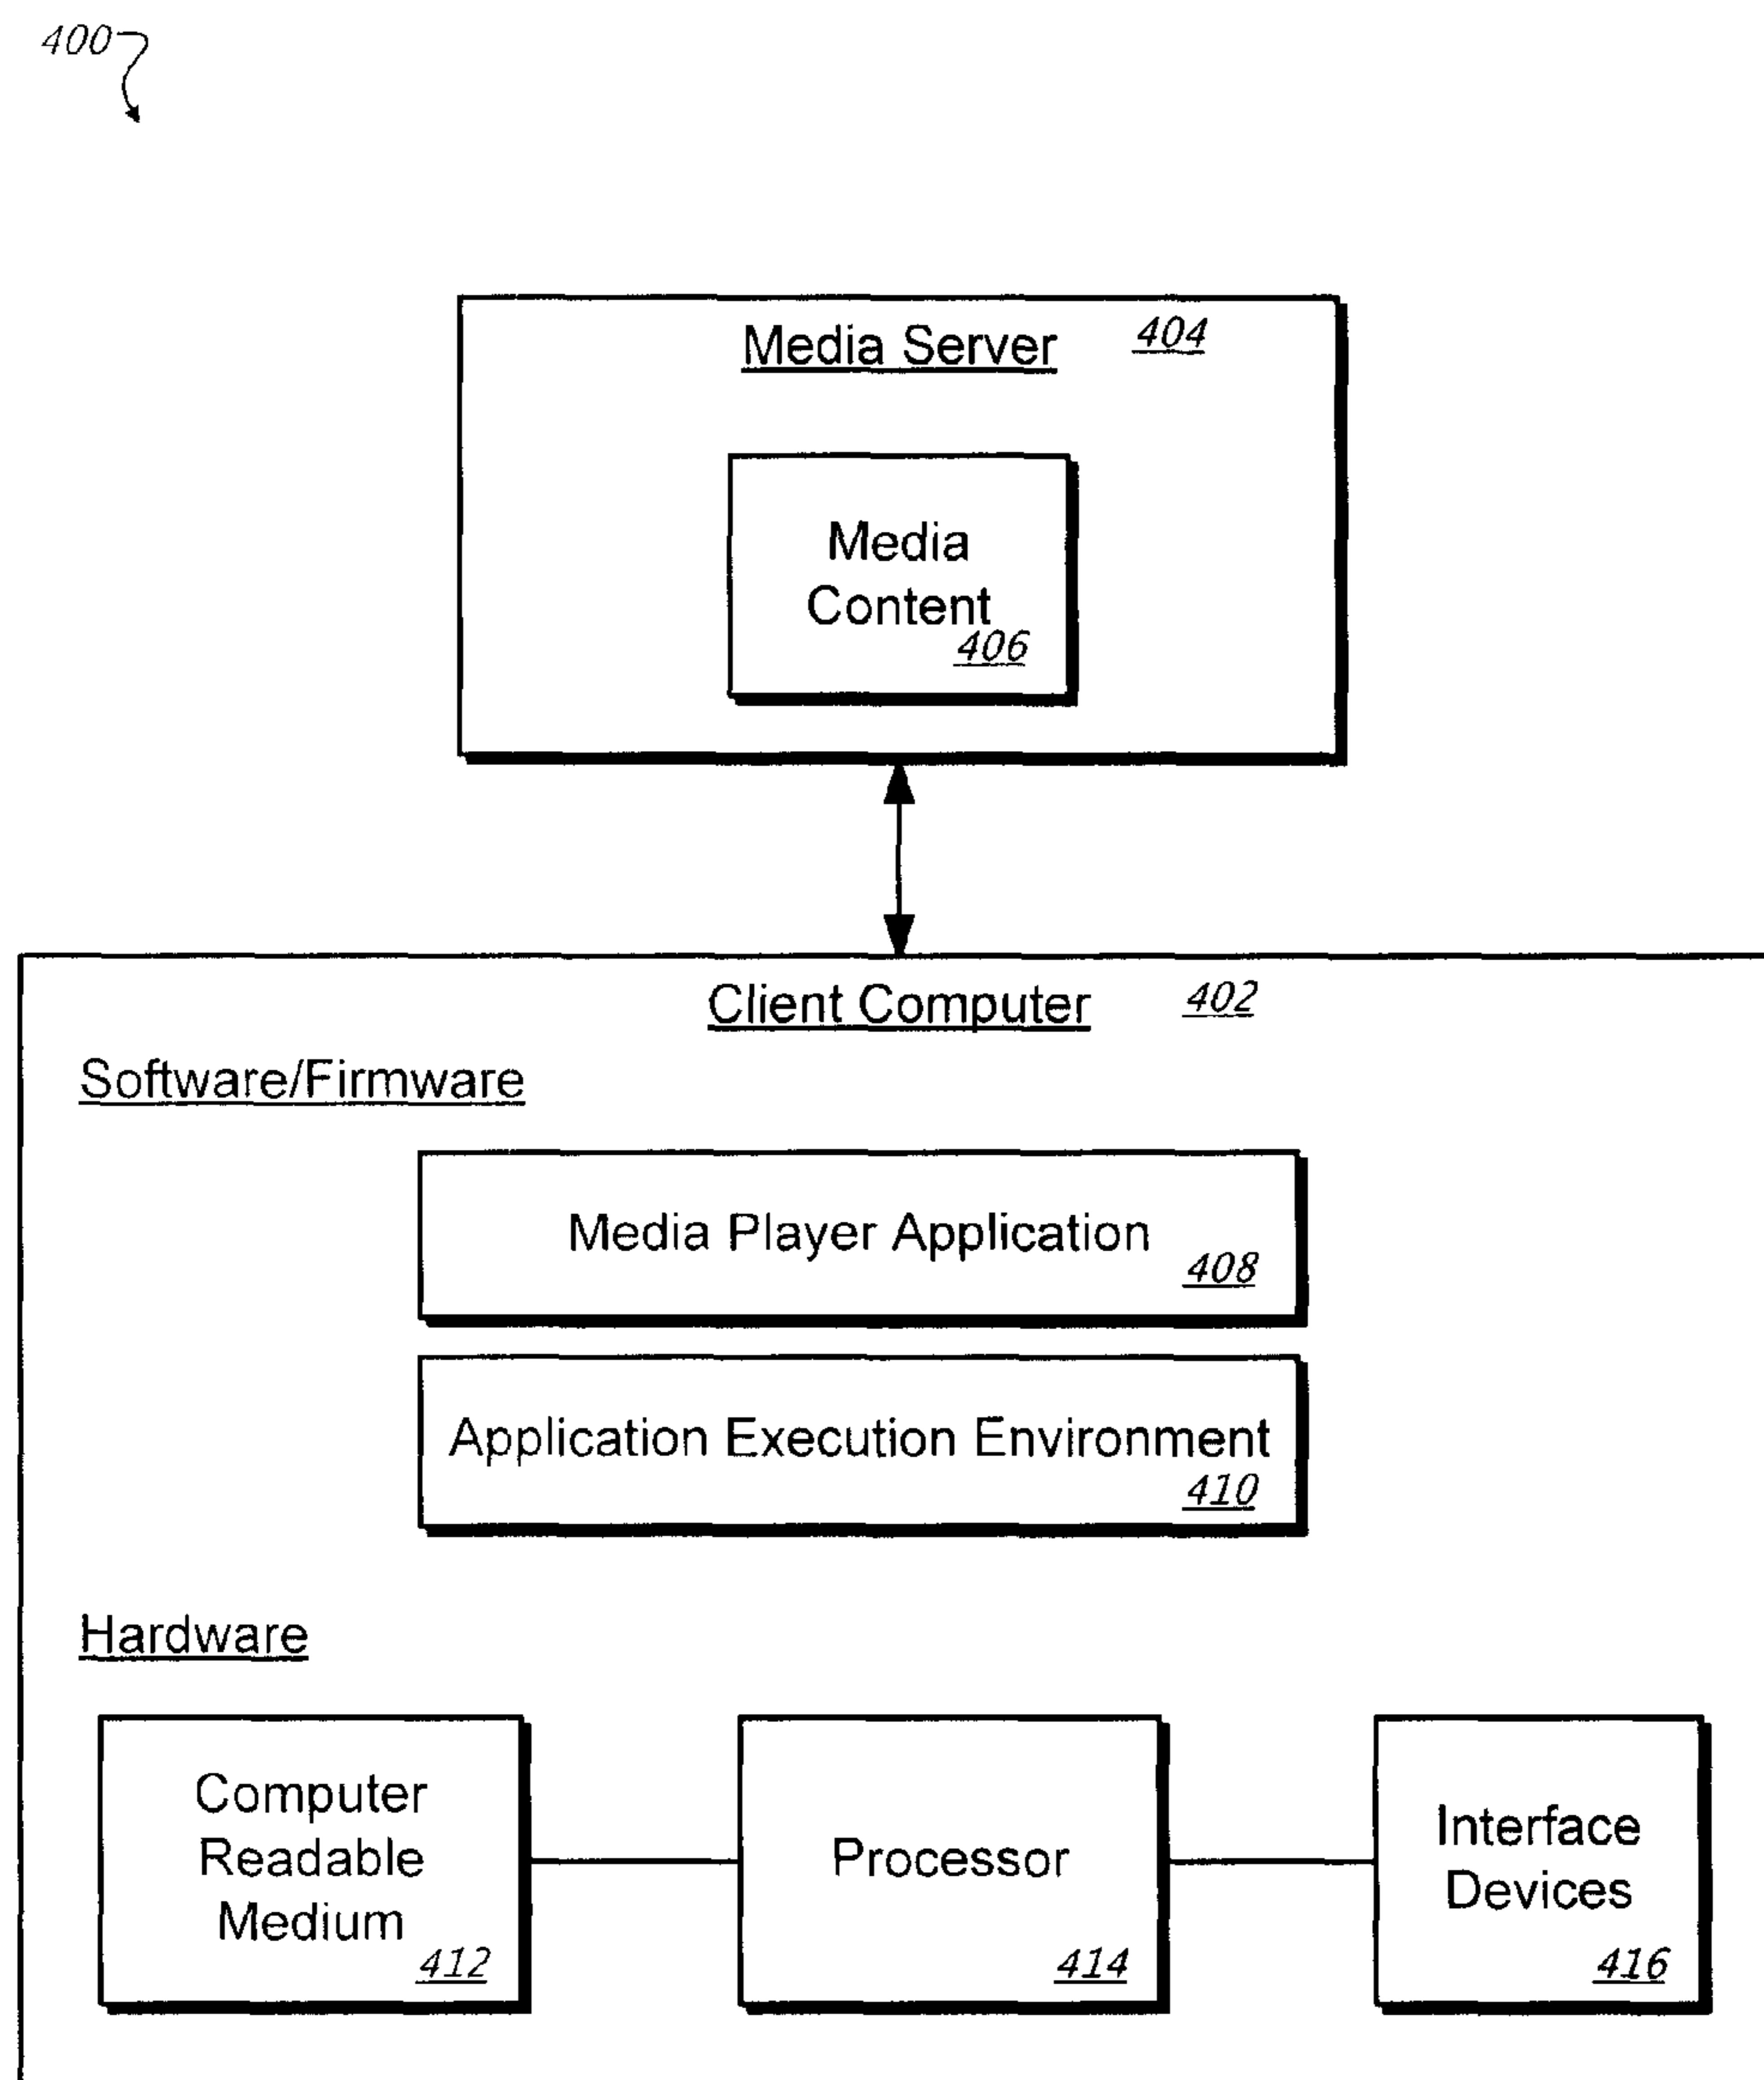 400
Media Server 404
Media
Content
406
Client Computer 402
Software/Firmware
Media Player Application
408
Application Execution Environment
410
Hardware
Computer
Readable
Medium
412
Processor
414
Interface
Devices
416